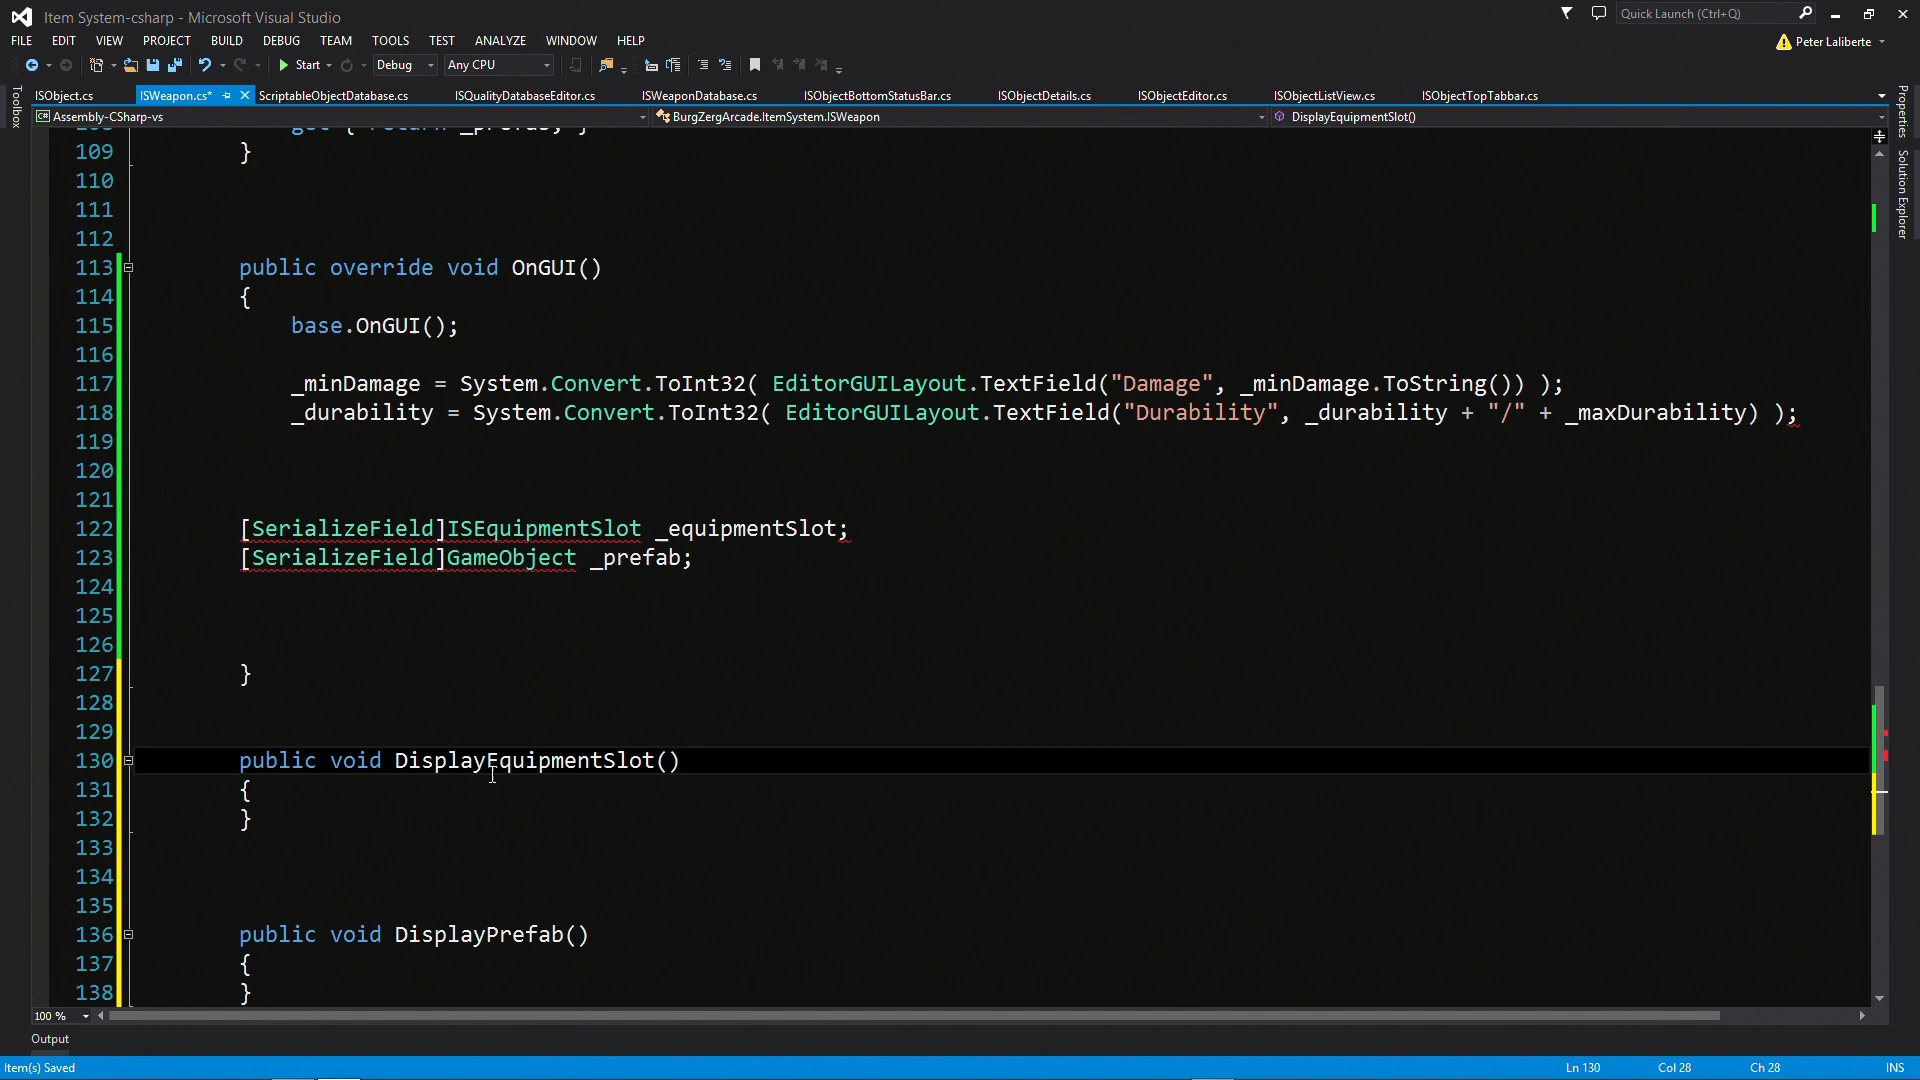 Item System-csharp - Microsoft Visual Studio
Quick Launch (Ctrl+Q)
FILE EDIT VIEW PROJECT BUILD DEBUG TEAM TOOLS TEST ANALYZE WINDOW HELP
Peter Laliberte
Start Debug Any CPU
ISObject.cs ISWeapon.cs* ScriptableObjectDatabase.cs ISQualityDatabaseEditor.cs ISWeaponDatabase.cs ISObjectBottomStatusBar.cs ISObjectDetails.cs ISObjectEditor.cs ISObjectListView.cs ISObjectTopTabbar.cs
Toolbox
Properties
Solution Explorer
Assembly-CSharp-vs BurgZergArcade.ItemSystem.ISWeapon DisplayEquipmentSlot()
109 }
110
111
112
113 public override void OnGUI()
114 {
115 base.OnGUI();
116
117 _minDamage = System.Convert.ToInt32( EditorGUILayout.TextField("Damage", _minDamage.ToString()) );
118 _durability = System.Convert.ToInt32( EditorGUILayout.TextField("Durability", _durability + "/" + _maxDurability) );
119
120
121
122 [SerializeField]ISEquipmentSlot _equipmentSlot;
123 [SerializeField]GameObject _prefab;
124
125
126
127 }
128
129
130 public void DisplayEquipmentSlot()
131 {
132 }
133
134
135
136 public void DisplayPrefab()
137 {
138 }
100 %
Output
Item(s) Saved Ln 130 Col 28 Ch 28 INS